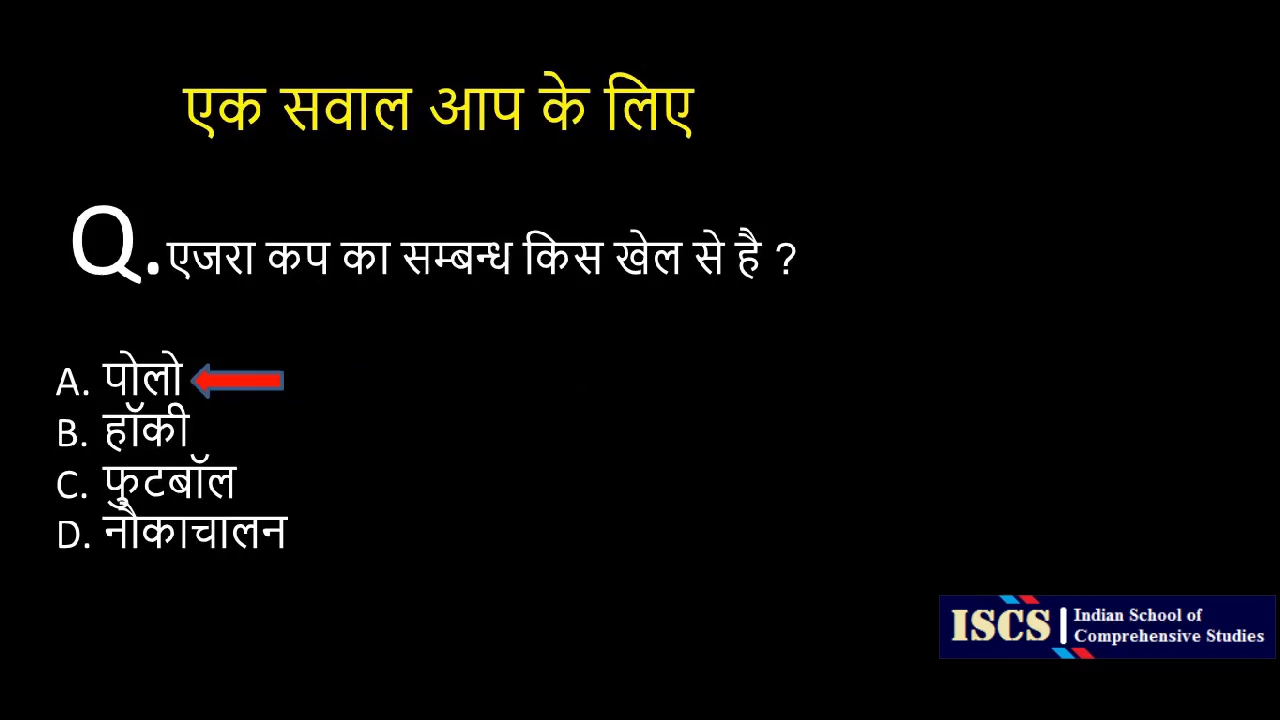 एक सवाल आप के लिए
Q.एजरा कप का सम्बन्ध किस खेल से है ?
A. पोलो
B. हॉकी
C. फुटबॉल
D. नौकाचालन
ISCS Indian School of
Comprehensive Studies